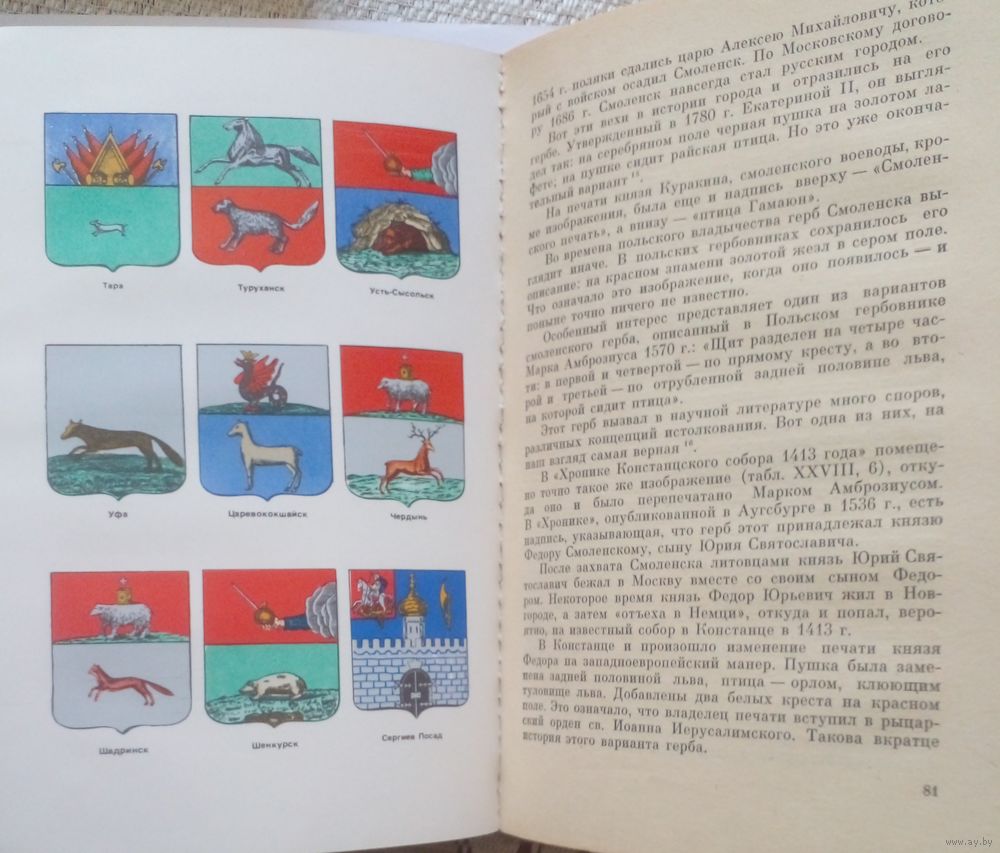 Тара
Туруханск
Усть-Сысольск
Уфа
Царевококшайск
Чердынь
Шадринск
Шенкурск
Сергиев Посад
1654 г. поляки сдались царю Алексею Михайловичу, кото-
рый с войском осадил Смоленск. По Московскому догово-
ру 1686 г. Смоленск навсегда стал русским городом.
Вот эти вехи в истории города и отразились на его
гербе. Утвержденный в 1780 г. Екатериной II, он выгля-
дел так: на серебряном поле черная пушка на золотом ла-
фете; на пушке сидит райская птица. Но это уже оконча-
тельный вариант 15.
На печати князя Куракина, смоленского воеводы, кро-
ме изображения, была еще и надпись вверху — «Смолен-
ского печать», а внизу — «птица Гамаюн».
Во времена польского владычества герб Смоленска вы-
глядит иначе. В польских гербовниках сохранилось его
описание: на красном знамени золотой жезл в сером поле.
Что означало это изображение, когда оно появилось — и
поныне точно ничего не известно.
Особенный интерес представляет один из вариантов
смоленского герба, описанный в Польском гербовнике
Марка Амброзиуса 1570 г.: «Щит разделен на четыре час-
ти: в первой и четвертой — по прямому кресту, а во вто-
рой и третьей — по отрубленной задней половине льва,
на которой сидит птица».
Этот герб вызвал в научной литературе много споров,
различных концепций истолкования. Вот одна из них, на
наш взгляд самая верная 16.
В «Хронике Констанцского собора 1413 года» помеще-
но точно такое же изображение (табл. XXVIII, 6), отку-
да оно и было перепечатано Марком Амброзиусом.
В «Хронике», опубликованной в Аугсбурге в 1536 г., есть
надпись, указывающая, что герб этот принадлежал князю
Федору Смоленскому, сыну Юрия Святославича.
После захвата Смоленска литовцами князь Юрий Свя-
тославич бежал в Москву вместе со своим сыном Федо-
ром. Некоторое время князь Федор Юрьевич жил в Нов-
городе, а затем «отъеха в Немци», откуда и попал, веро-
ятно, на известный собор в Констанце в 1413 г.
В Констанце и произошло изменение печати князя
Федора на западноевропейский манер. Пушка была заме-
нена задней половиной льва, птица — орлом, клюющим
туловище льва. Добавлены два белых креста на красном
поле. Это означало, что владелец печати вступил в рыцар-
ский орден св. Иоанна Иерусалимского. Такова вкратце
история этого варианта герба.
81
www.ay.by